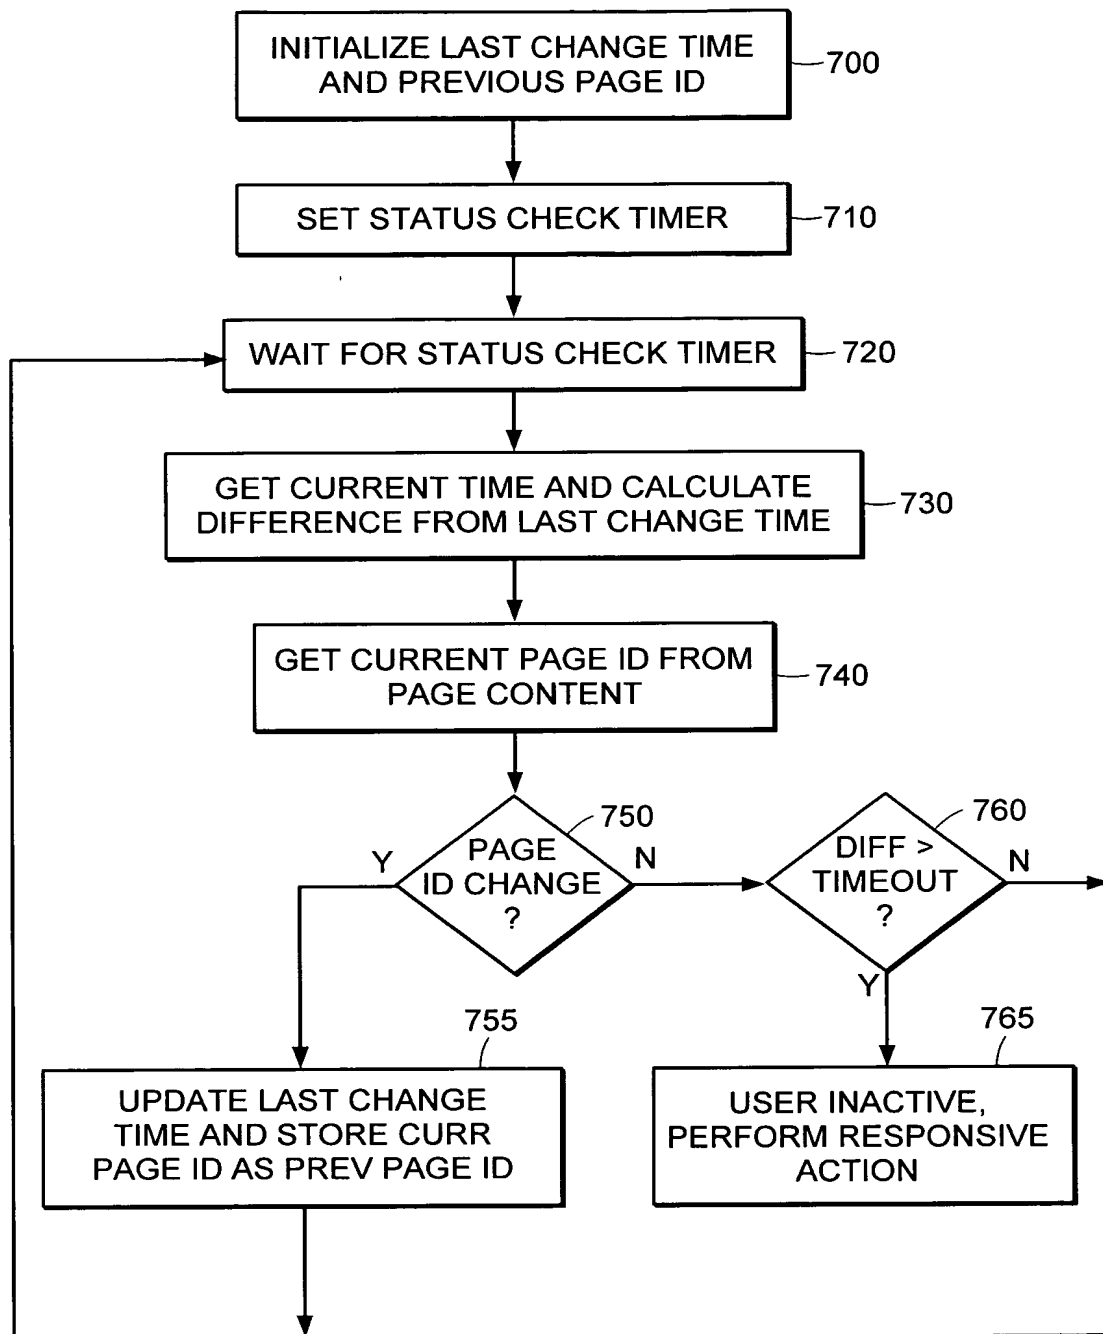 INITIALIZE LAST CHANGE TIME
AND PREVIOUS PAGE ID
700
SET STATUS CHECK TIMER
710
WAIT FOR STATUS CHECK TIMER
720
GET CURRENT TIME AND CALCULATE
DIFFERENCE FROM LAST CHANGE TIME
730
GET CURRENT PAGE ID FROM
PAGE CONTENT
740
750
PAGE
ID CHANGE
?
Y
N
760
DIFF >
TIMEOUT
?
N
Y
755
UPDATE LAST CHANGE
TIME AND STORE CURR
PAGE ID AS PREV PAGE ID
765
USER INACTIVE,
PERFORM RESPONSIVE
ACTION